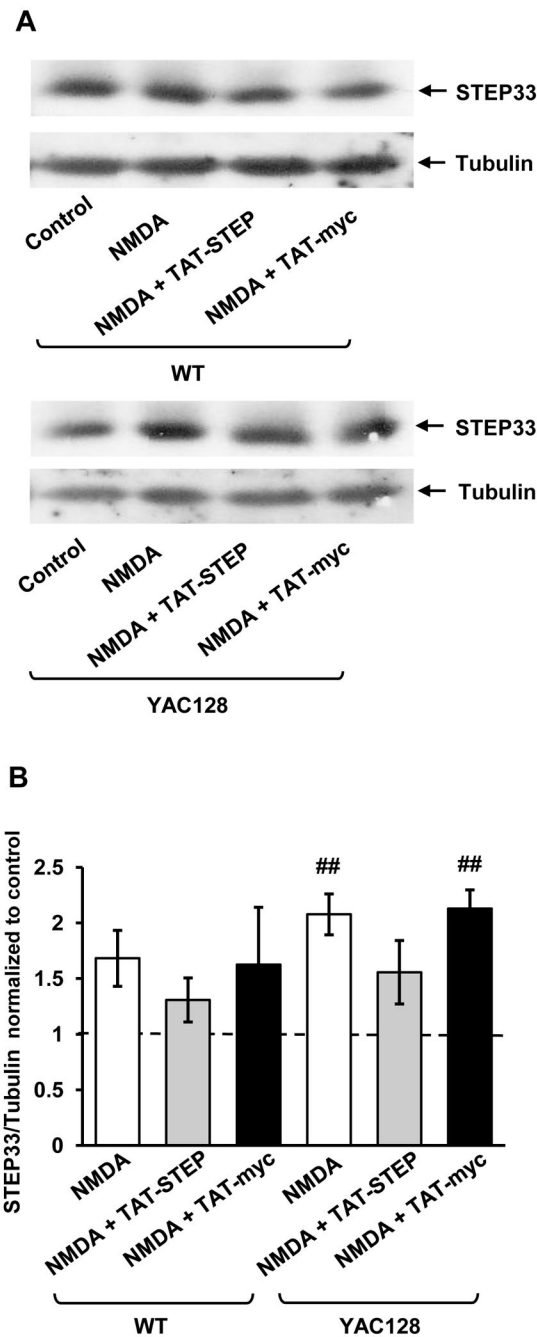 A
STEP33
Tubulin
Control
NMDA
NMDA + TAT-STEP
NMDA + TAT-myc
WT
STEP33
Tubulin
Control
NMDA
NMDA + TAT-STEP
NMDA + TAT-myc
YAC128
B
STEP33/Tubulin normalized to control
2.5
2
1.5
1
0.5
0
##
##
NMDA
NMDA + TAT-STEP
NMDA + TAT-myc
NMDA
NMDA + TAT-STEP
NMDA + TAT-myc
WT
YAC128